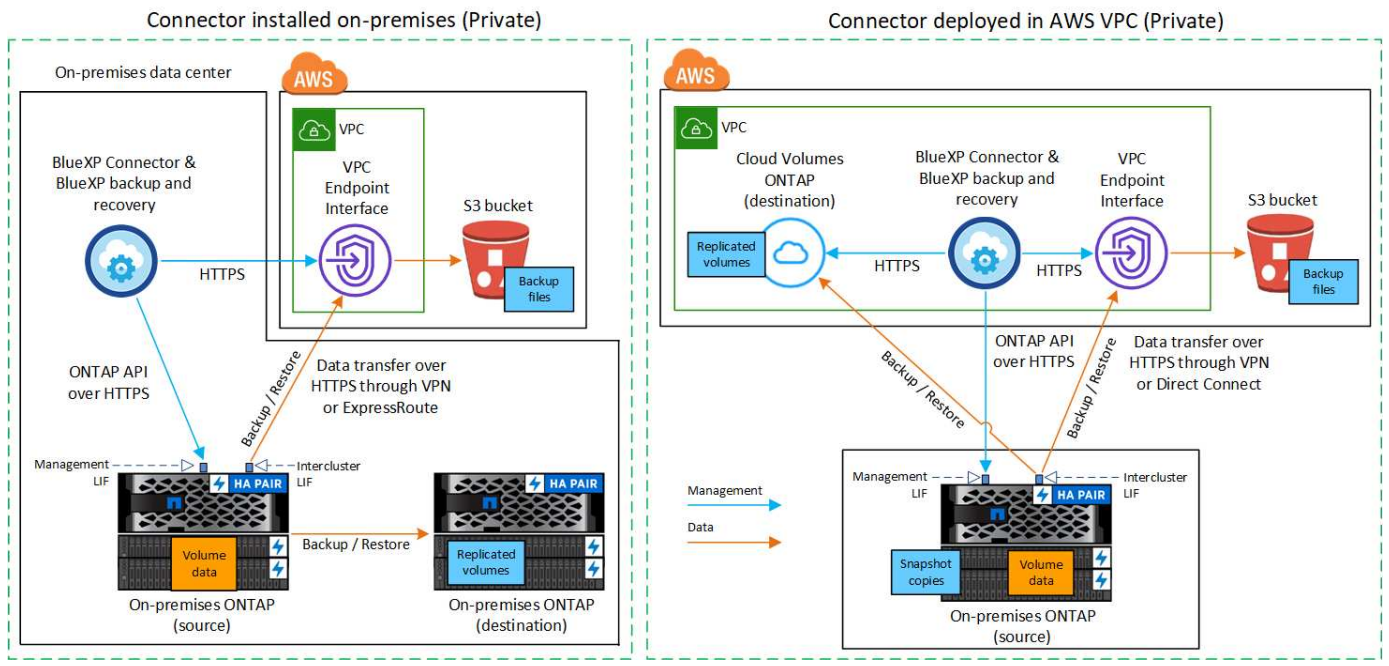 Connector installed on-premises (Private)
On-premises data center
AWS
VPC
BlueXP Connector &
BlueXP backup and
recovery
VPC
Endpoint
Interface
S3 bucket
HTTPS
Backup
files
ONTAP API
over HTTPS
Backup / Restore
Data transfer over
HTTPS through VPN
or ExpressRoute
Management
LIF
Intercluster
LIF
HA PAIR
HA PAIR
Backup / Restore
Volume
data
Replicated
volumes
On-premises ONTAP
(source)
On-premises ONTAP
(destination)
Connector deployed in AWS VPC (Private)
AWS
VPC
Cloud Volumes
ONTAP
(destination)
BlueXP Connector &
BlueXP backup and
recovery
VPC
Endpoint
Interface
S3 bucket
Replicated
volumes
HTTPS
HTTPS
Backup
files
Backup / Restore
ONTAP API
over HTTPS
Backup / Restore
Data transfer over
HTTPS through VPN
or Direct Connect
Management
LIF
Intercluster
LIF
HA PAIR
Management
Data
Snapshot
copies
Volume
data
On-premises ONTAP
(source)